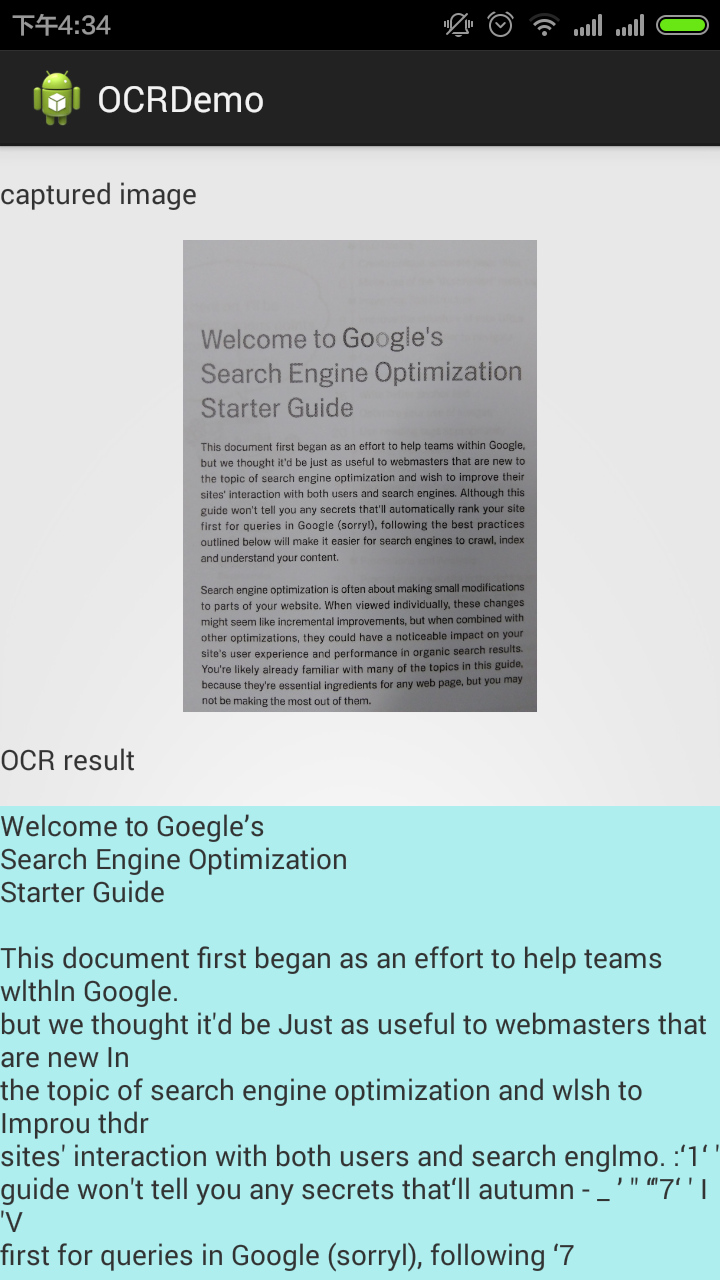 下午4:34
OCRDemo
captured image
Welcome to Google's
Search Engine Optimization
Starter Guide
This document first began as an effort to help teams within Google,
but we thought it'd be just as useful to webmasters that are new to
the topic of search engine optimization and wish to improve their
sites' interaction with both users and search engines. Although this
guide won't tell you any secrets that'll automatically rank your site
first for queries in Google (sorry!), following the best practices
outlined below will make it easier for search engines to crawl, index
and understand your content.
Search engine optimization is often about making small modifications
to parts of your website. When viewed individually, these changes
might seem like incremental improvements, but when combined with
other optimizations, they could have a noticeable impact on your
site's user experience and performance in organic search results.
You're likely already familiar with many of the topics in this guide,
because they're essential ingredients for any web page, but you may
not be making the most out of them.
OCR result
Welcome to Goegle’s
Search Engine Optimization
Starter Guide
This document first began as an effort to help teams
wlthln Google.
but we thought it'd be Just as useful to webmasters that
are new In
the topic of search engine optimization and wlsh to
Improu thdr
sites' interaction with both users and search englmo. :‘1‘ '
guide won't tell you any secrets that‘ll autumn - _ ’ " “'7‘ ' I
'V
first for queries in Google (sorryl), following ‘7